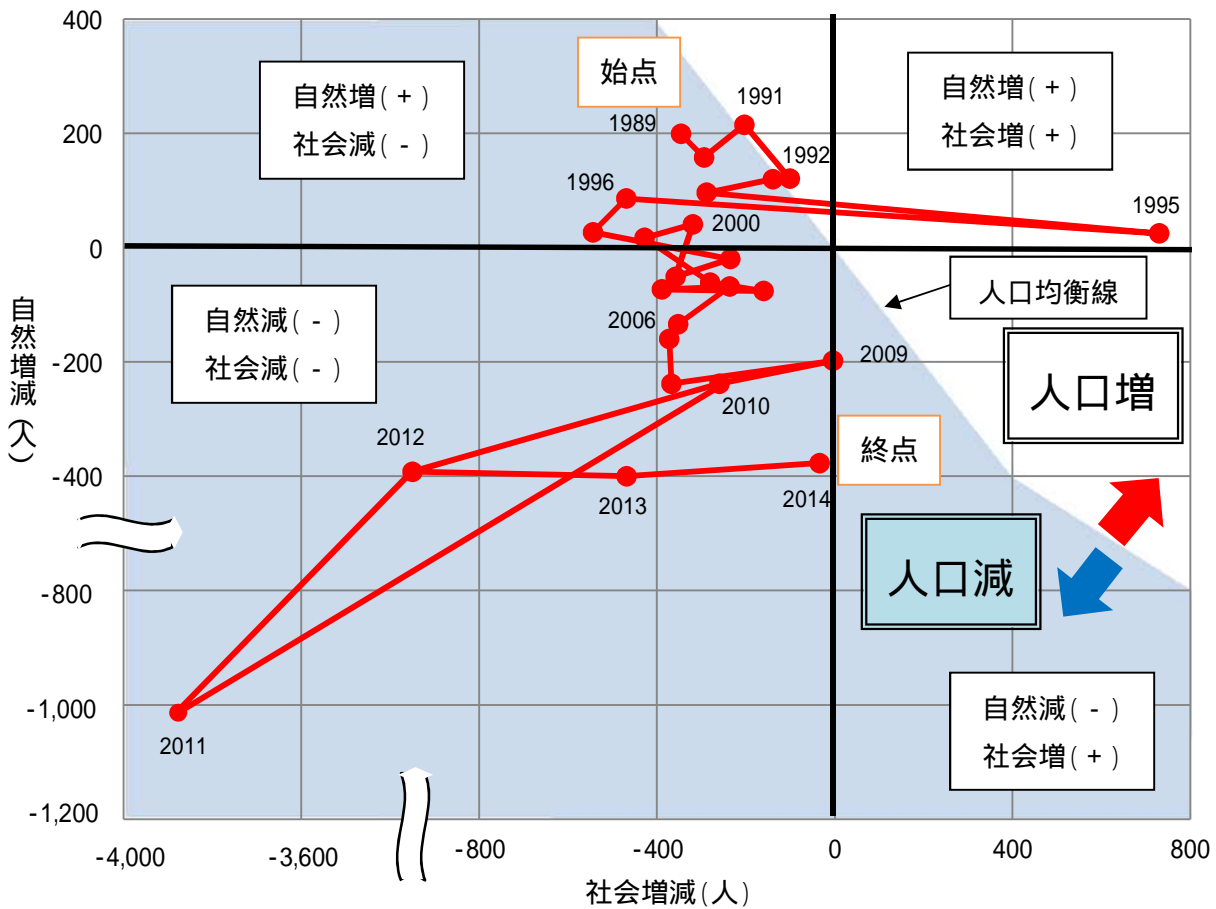 400
200
0
-200
-400
-800
-1,000
-1,200
自然増減(人)
-4,000
-3,600
-800
-400
0
400
800
社会増減(人)
自然増(+)
社会減(-)
始点
自然増(+)
社会増(+)
1989
1991
1992
1996
1995
2000
人口均衡線
自然減(-)
社会減(-)
2006
2009
人口増
2010
2012
終点
2013
2014
人口減
2011
自然減(-)
社会増(+)